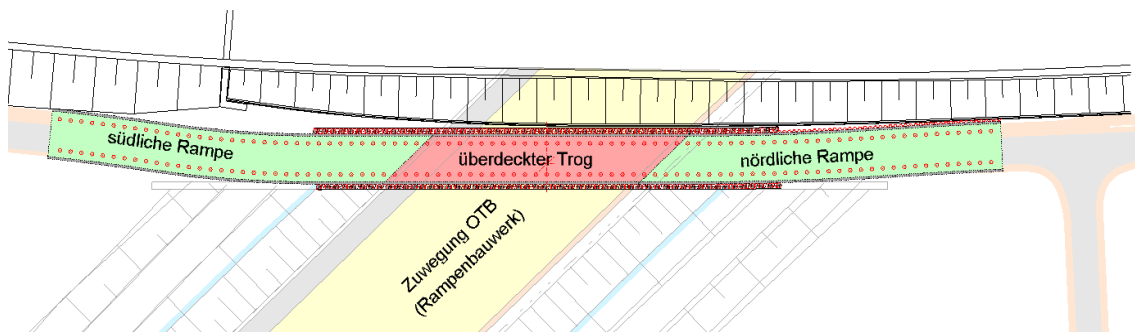 südliche Rampe
überdeckter Trog
nördliche Rampe
Zuwegung OTB
(Rampenbauwerk)